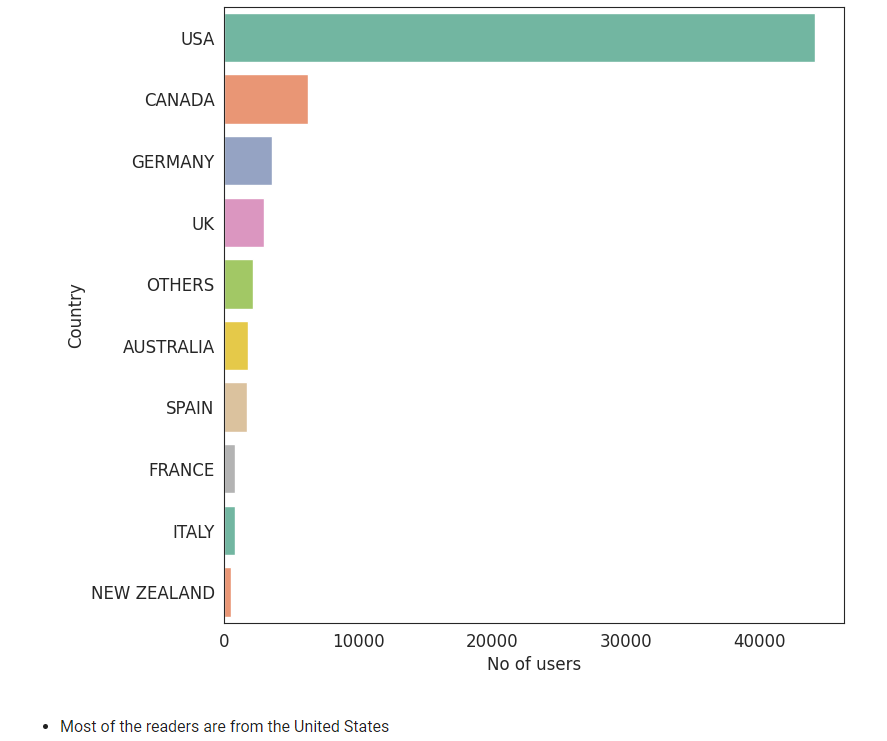 USA
CANADA
GERMANY
UK
OTHERS
AUSTRALIA
SPAIN
FRANCE
ITALY
NEW ZEALAND
Country
0 10000 20000 30000 40000
No of users
• Most of the readers are from the United States